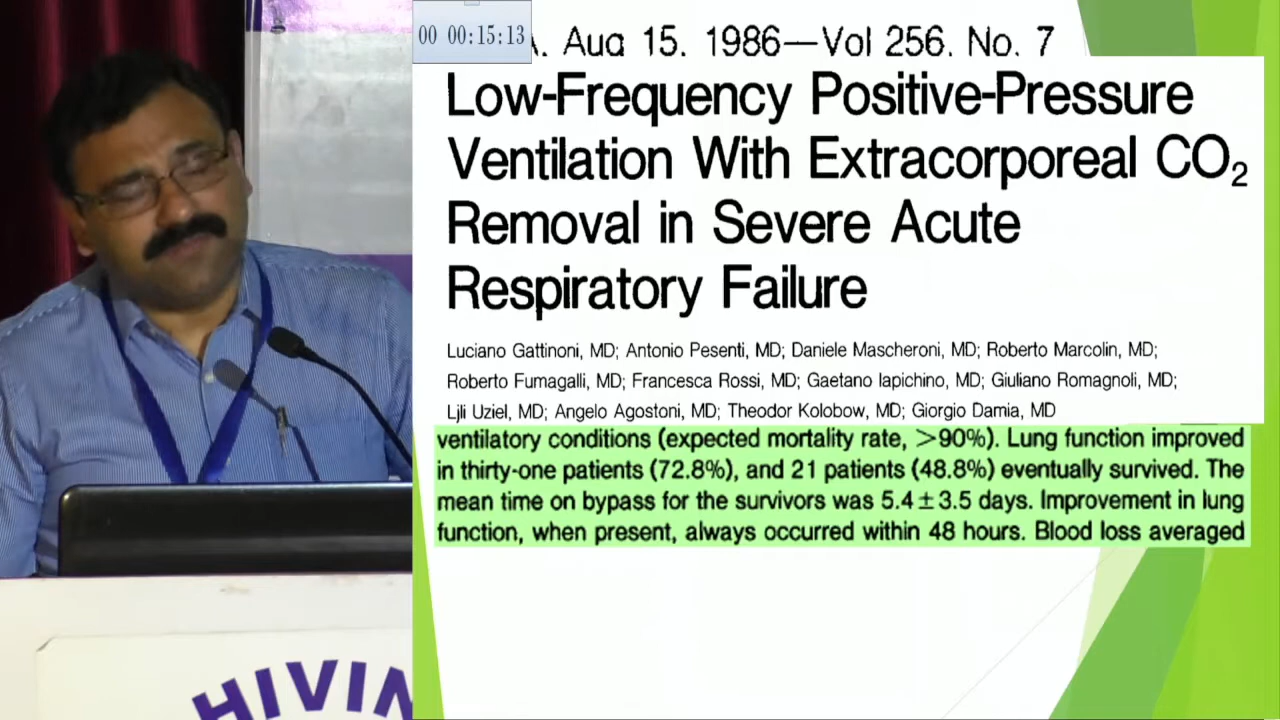 00 00:15:13
. Aug 15. 1986—Vol 256. No. 7
Low-Frequency Positive-Pressure
Ventilation With Extracorporeal CO₂
Removal in Severe Acute
Respiratory Failure
Luciano Gattinoni, MD; Antonio Pesenti, MD; Daniele Mascheroni, MD; Roberto Marcolin, MD;
Roberto Fumagalli, MD; Francesca Rossi, MD; Gaetano Iapichino, MD; Giuliano Romagnoli, MD;
Ljli Uziel, MD; Angelo Agostoni, MD; Theodor Kolobow, MD; Giorgio Damia, MD
ventilatory conditions (expected mortality rate, >90%). Lung function improved
in thirty-one patients (72.8%), and 21 patients (48.8%) eventually survived. The
mean time on bypass for the survivors was 5.4±3.5 days. Improvement in lung
function, when present, always occurred within 48 hours. Blood loss averaged
HIVIN